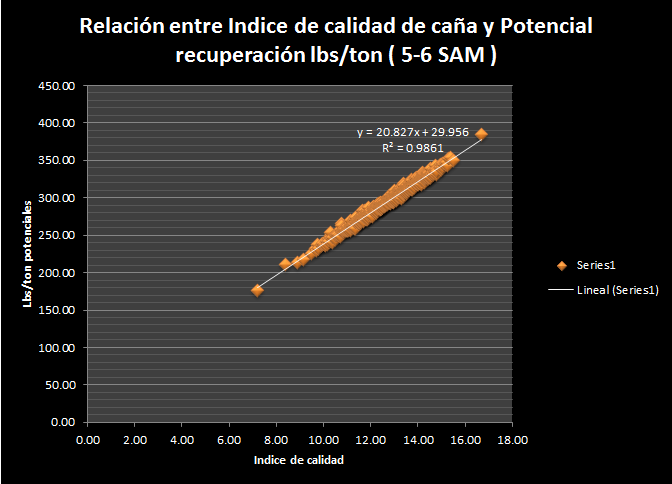 Relación entre Indice de calidad de caña y Potencial
recuperación lbs/ton ( 5-6 SAM )
450.00
400.00
350.00
300.00
250.00
200.00
150.00
100.00
50.00
0.00
Lbs/ton potenciales
y = 20.827x + 29.956
R² = 0.9861
Series1
Lineal (Series1)
0.00 2.00 4.00 6.00 8.00 10.00 12.00 14.00 16.00 18.00
Indice de calidad